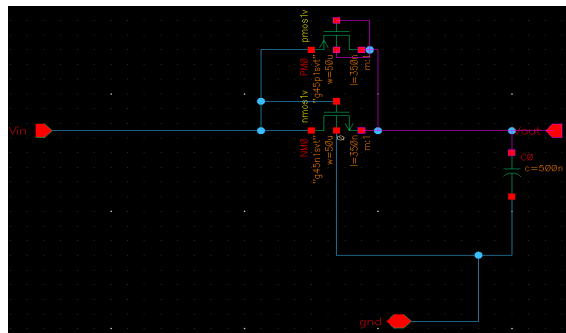 pmos1v
PM0
"g45p1svt"
w=50u
l=350n
m:1
nmos1v
Vin
NM0
"g45n1svt"
w=50u
l=350n
m:1
Vout
C0
c=500n
gnd